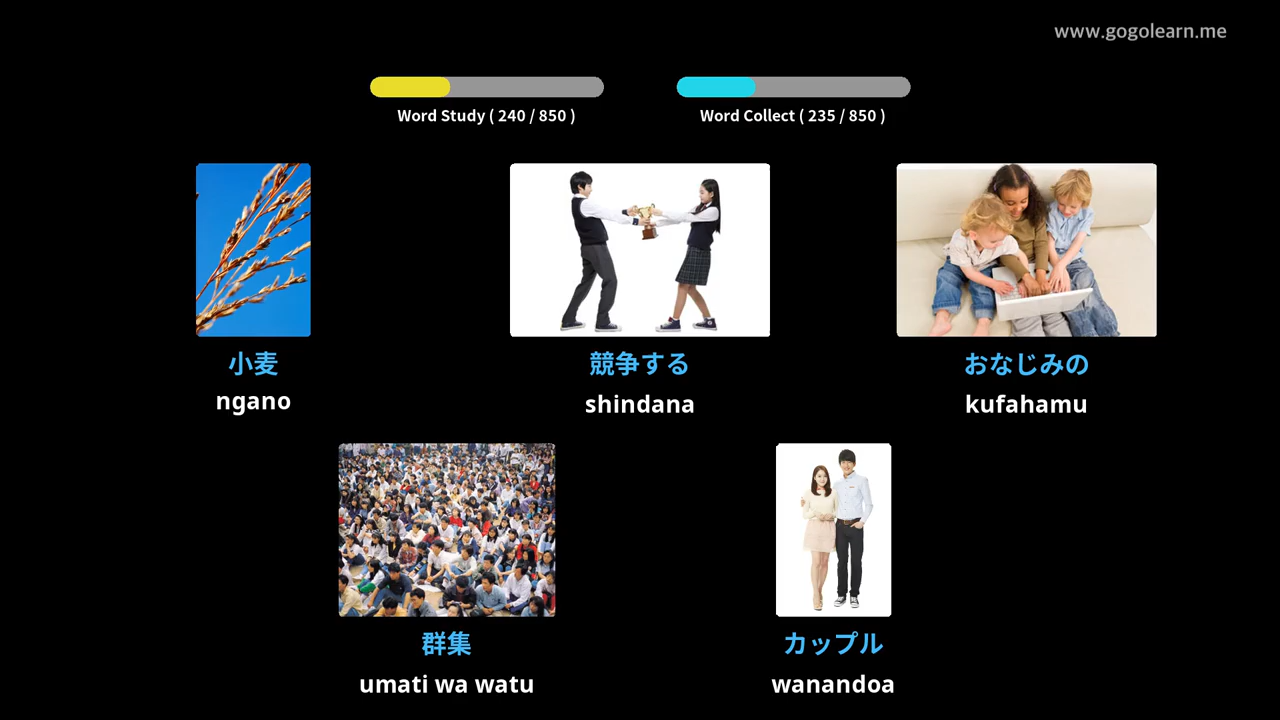 www.gogolearn.me
Word Study ( 240 / 850 )
Word Collect ( 235 / 850 )
小麦
ngano
競争する
shindana
おなじみの
kufahamu
群集
umati wa watu
カップル
wanandoa